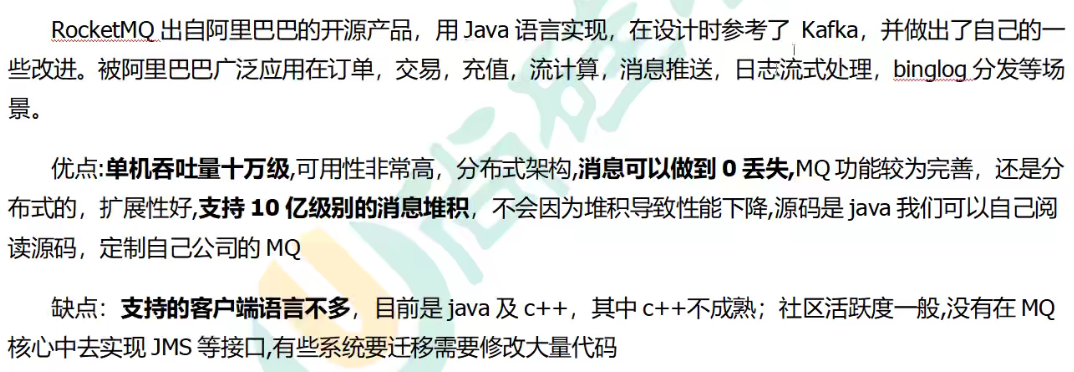 RocketMQ 出自阿里巴巴的开源产品，用 Java 语言实现，在设计时参考了 Kafka，并做出了自己的一
些改进。被阿里巴巴广泛应用在订单，交易，充值，流计算，消息推送，日志流式处理，binglog 分发等场
景。
优点:单机吞吐量十万级,可用性非常高，分布式架构,消息可以做到 0 丢失,MQ 功能较为完善，还是分
布式的，扩展性好,支持 10 亿级别的消息堆积，不会因为堆积导致性能下降,源码是 java 我们可以自己阅
读源码，定制自己公司的 MQ
缺点：支持的客户端语言不多，目前是 java 及 c++，其中 c++不成熟；社区活跃度一般,没有在 MQ
核心中去实现 JMS 等接口,有些系统要迁移需要修改大量代码